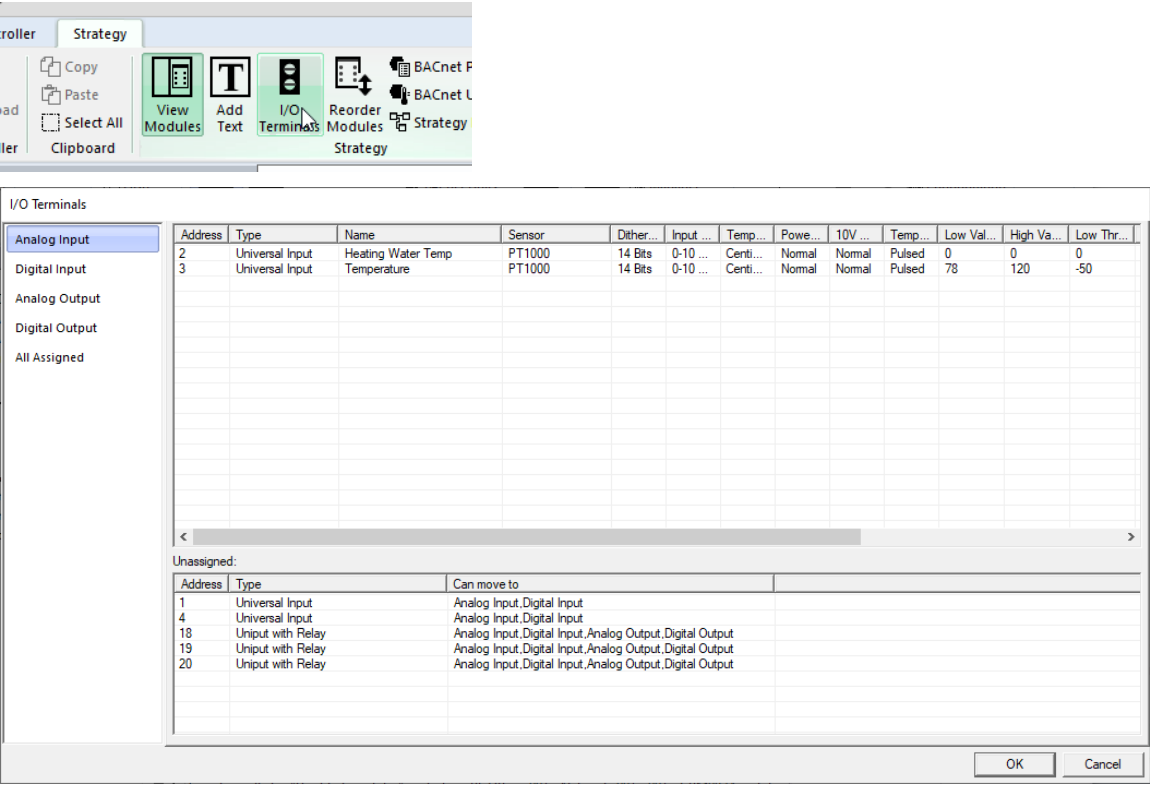 roller Strategy
Copy
Paste
Select All
Clipboard
View Modules
Add Text
I/O Terminals
Reorder Modules
BACnet P
BACnet U
Strategy
Strategy
oad
ller
I/O Terminals
Analog Input
Digital Input
Analog Output
Digital Output
All Assigned
Address Type Name Sensor Dither... Input ... Temp... Powe... 10V ... Temp... Low Val... High Va... Low Thr...
2 Universal Input Heating Water Temp PT1000 14 Bits 0-10 ... Centi... Normal Normal Pulsed 0 0 0
3 Universal Input Temperature PT1000 14 Bits 0-10 ... Centi... Normal Normal Pulsed 78 120 -50
Unassigned:
Address Type Can move to
1 Universal Input Analog Input,Digital Input
4 Universal Input Analog Input,Digital Input
18 Uniput with Relay Analog Input,Digital Input,Analog Output,Digital Output
19 Uniput with Relay Analog Input,Digital Input,Analog Output,Digital Output
20 Uniput with Relay Analog Input,Digital Input,Analog Output,Digital Output
OK Cancel